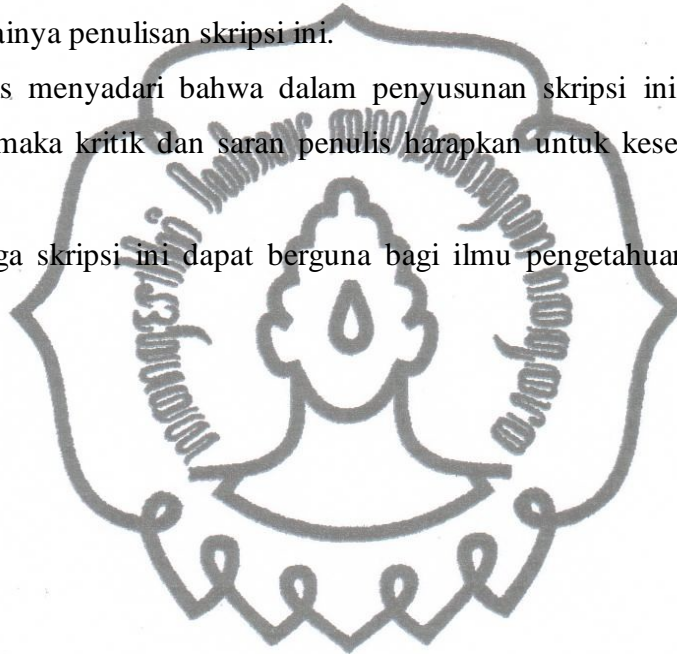 ainya penulisan skripsi ini.
s menyadari bahwa dalam penyusunan skripsi ini
maka kritik dan saran penulis harapkan untuk kese
ga skripsi ini dapat berguna bagi ilmu pengetahuan